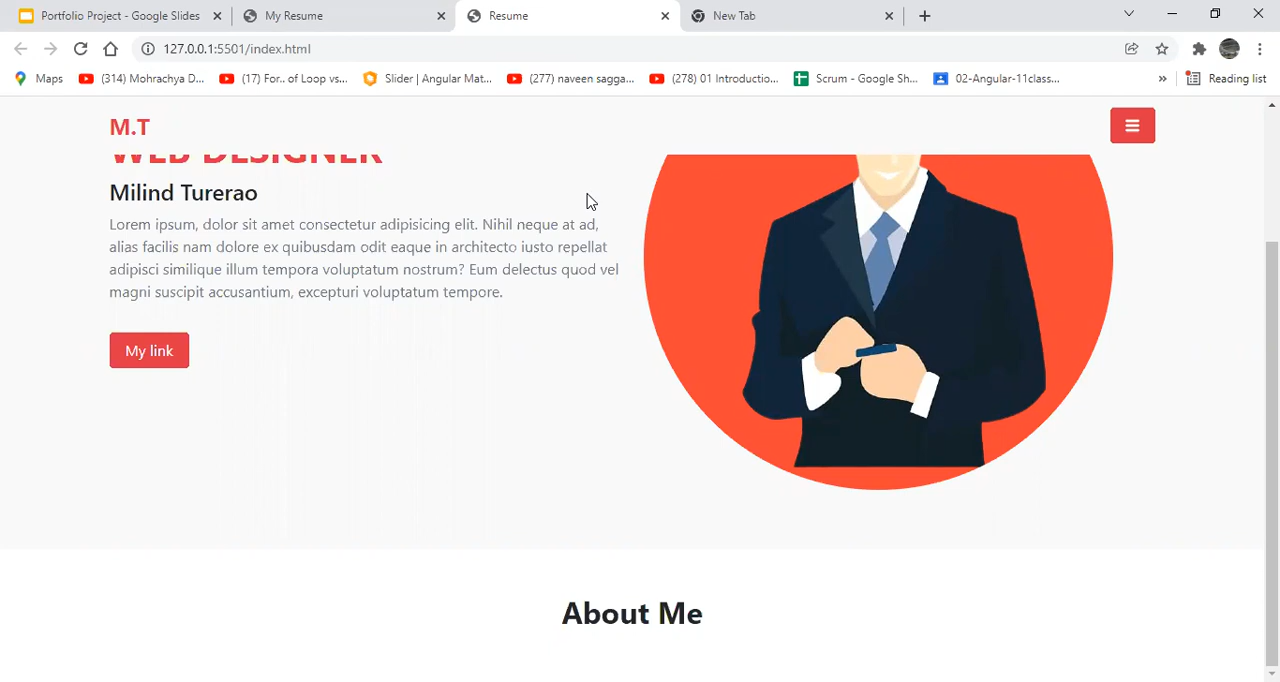 Portfolio Project - Google Slides
My Resume
Resume
New Tab
127.0.0.1:5501/index.html
Maps
(314) Mohrachya D...
(17) For.. of Loop vs...
Slider | Angular Mat...
(277) naveen sagga...
(278) 01 Introductio...
Scrum - Google Sh...
02-Angular-11class...
»
Reading list
M.T
WEB DESIGNER
Milind Turerao
Lorem ipsum, dolor sit amet consectetur adipisicing elit. Nihil neque at ad,
alias facilis nam dolore ex quibusdam odit eaque in architecto iusto repellat
adipisci similique illum tempora voluptatum nostrum? Eum delectus quod vel
magni suscipit accusantium, excepturi voluptatum tempore.
My link
About Me